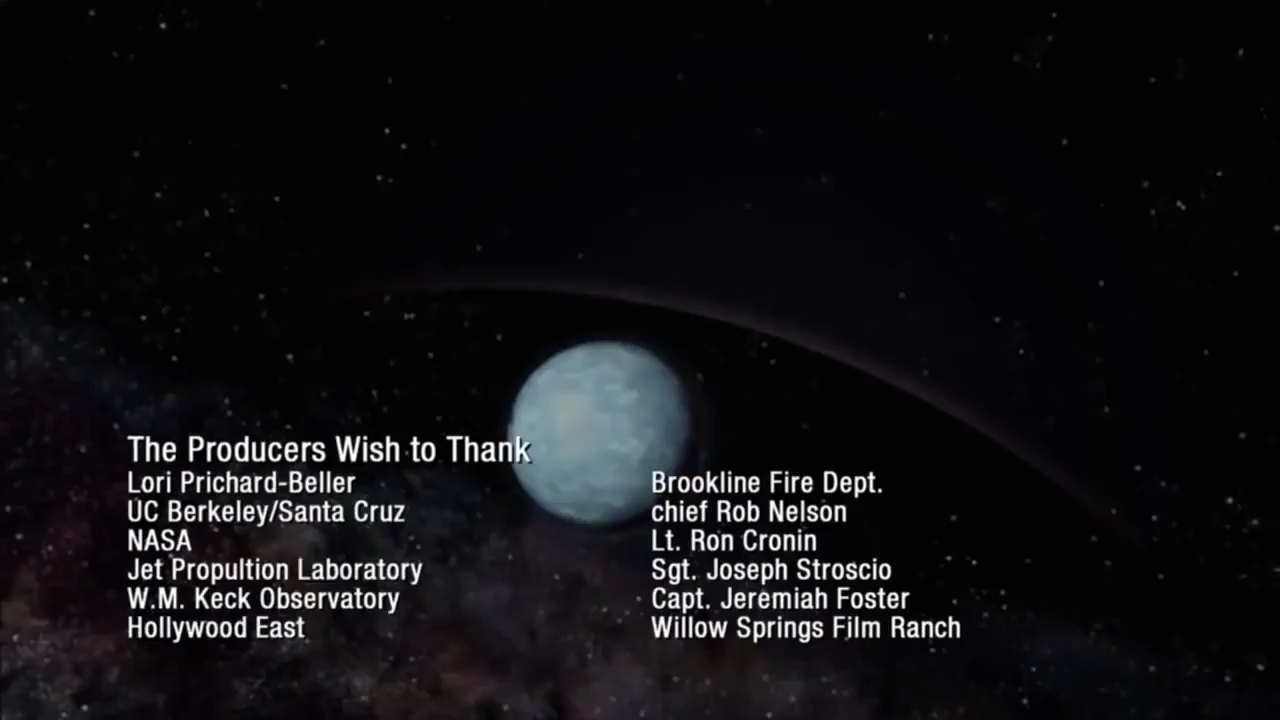 The Producers Wish to Thank
Lori Prichard-Beller
UC Berkeley/Santa Cruz
NASA
Jet Propultion Laboratory
W.M. Keck Observatory
Hollywood East
Brookline Fire Dept.
chief Rob Nelson
Lt. Ron Cronin
Sgt. Joseph Stroscio
Capt. Jeremiah Foster
Willow Springs Film Ranch